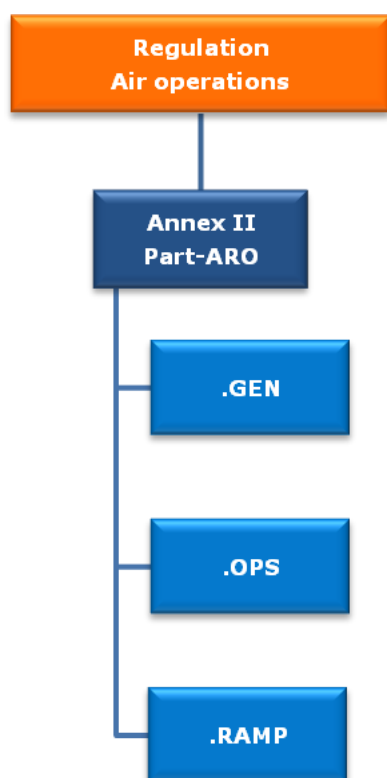 Regulation
Air operations
Annex II
Part-ARO
.GEN
.OPS
.RAMP